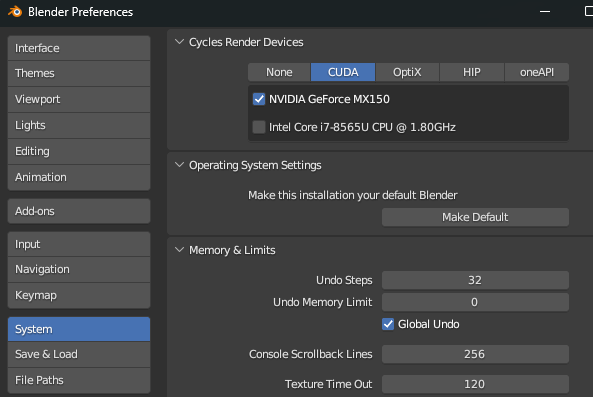 Blender Preferences
Interface
Themes
Viewport
Lights
Editing
Animation
Add-ons
Input
Navigation
Keymap
System
Save & Load
File Paths
Cycles Render Devices
None CUDA OptiX HIP oneAPI
NVIDIA GeForce MX150
Intel Core i7-8565U CPU @ 1.80GHz
Operating System Settings
Make this installation your default Blender
Make Default
Memory & Limits
Undo Steps 32
Undo Memory Limit 0
Global Undo
Console Scrollback Lines 256
Texture Time Out 120